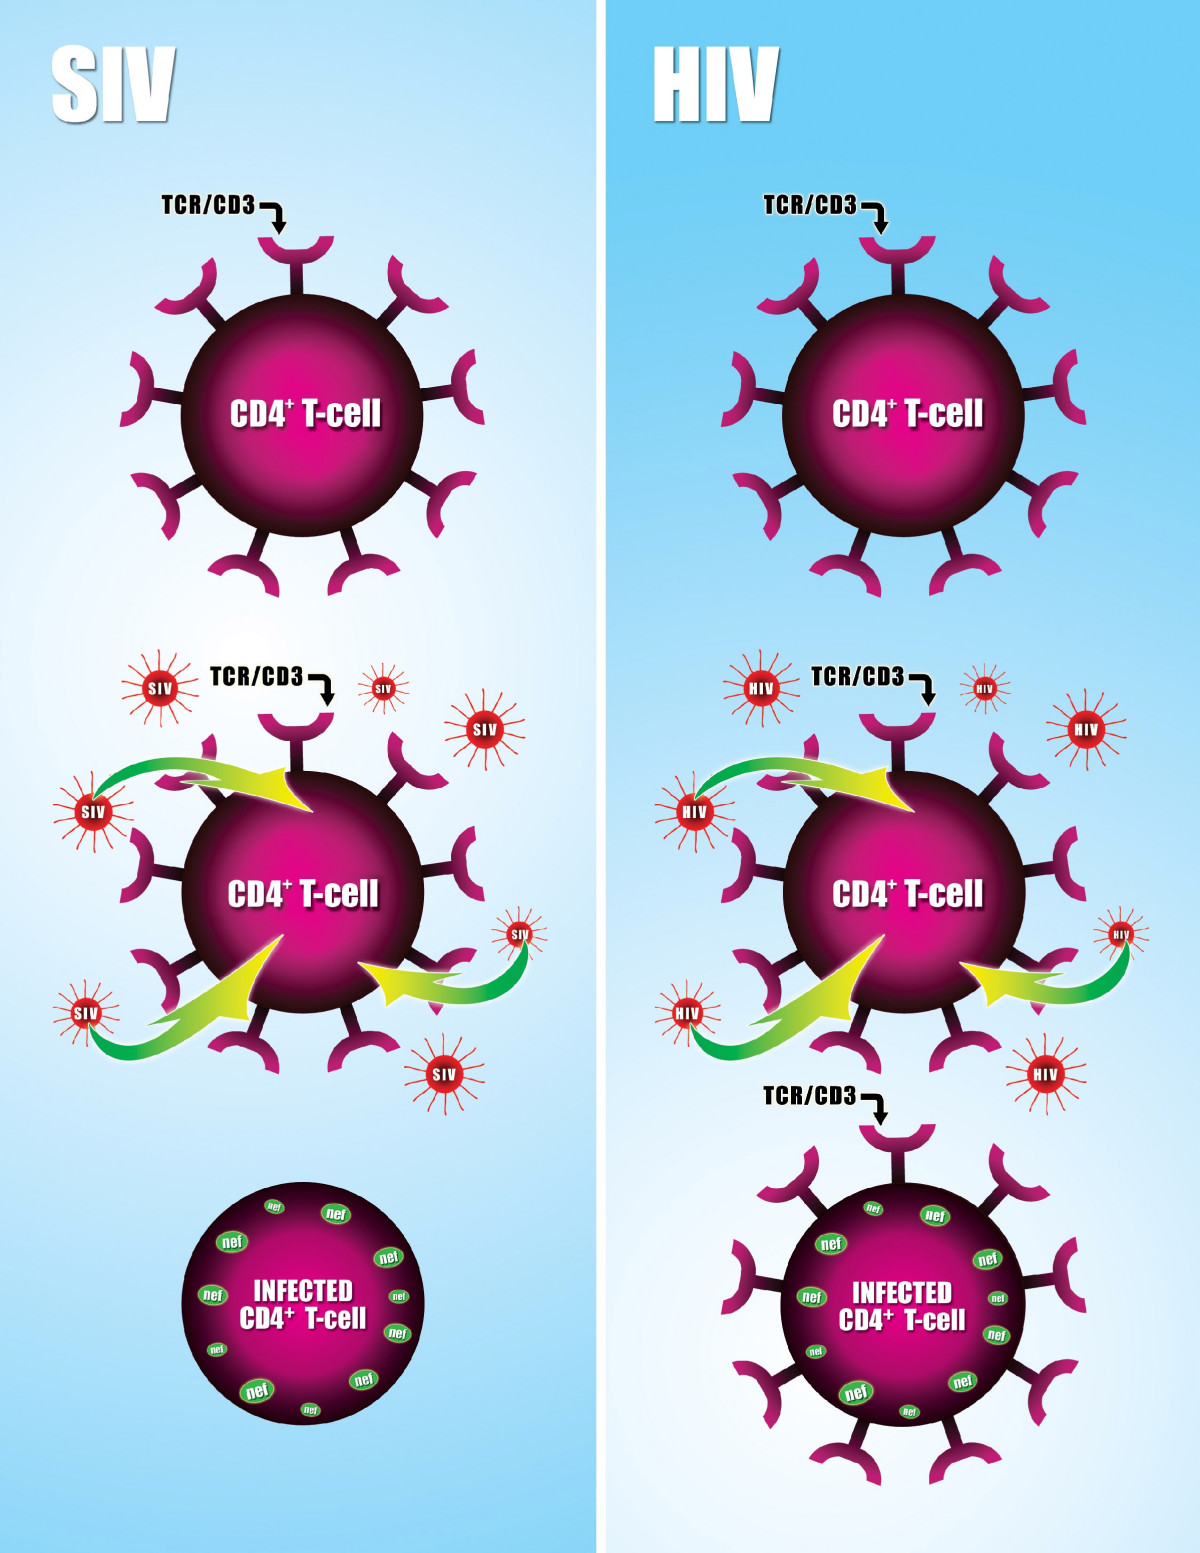 SIV
TCR/CD3
CD4⁺ T-cell
SIV
TCR/CD3
SIV
SIV
SIV
CD4⁺ T-cell
SIV
SIV
SIV
nef
nef
nef
nef
INFECTED
nef
nef
CD4⁺ T-cell
nef
nef
nef
nef
nef
HIV
TCR/CD3
CD4⁺ T-cell
HIV
TCR/CD3
HIV
HIV
HIV
CD4⁺ T-cell
HIV
HIV
HIV
TCR/CD3
nef
nef
nef
nef
INFECTED
nef
nef
CD4⁺ T-cell
nef
nef
nef
nef
nef